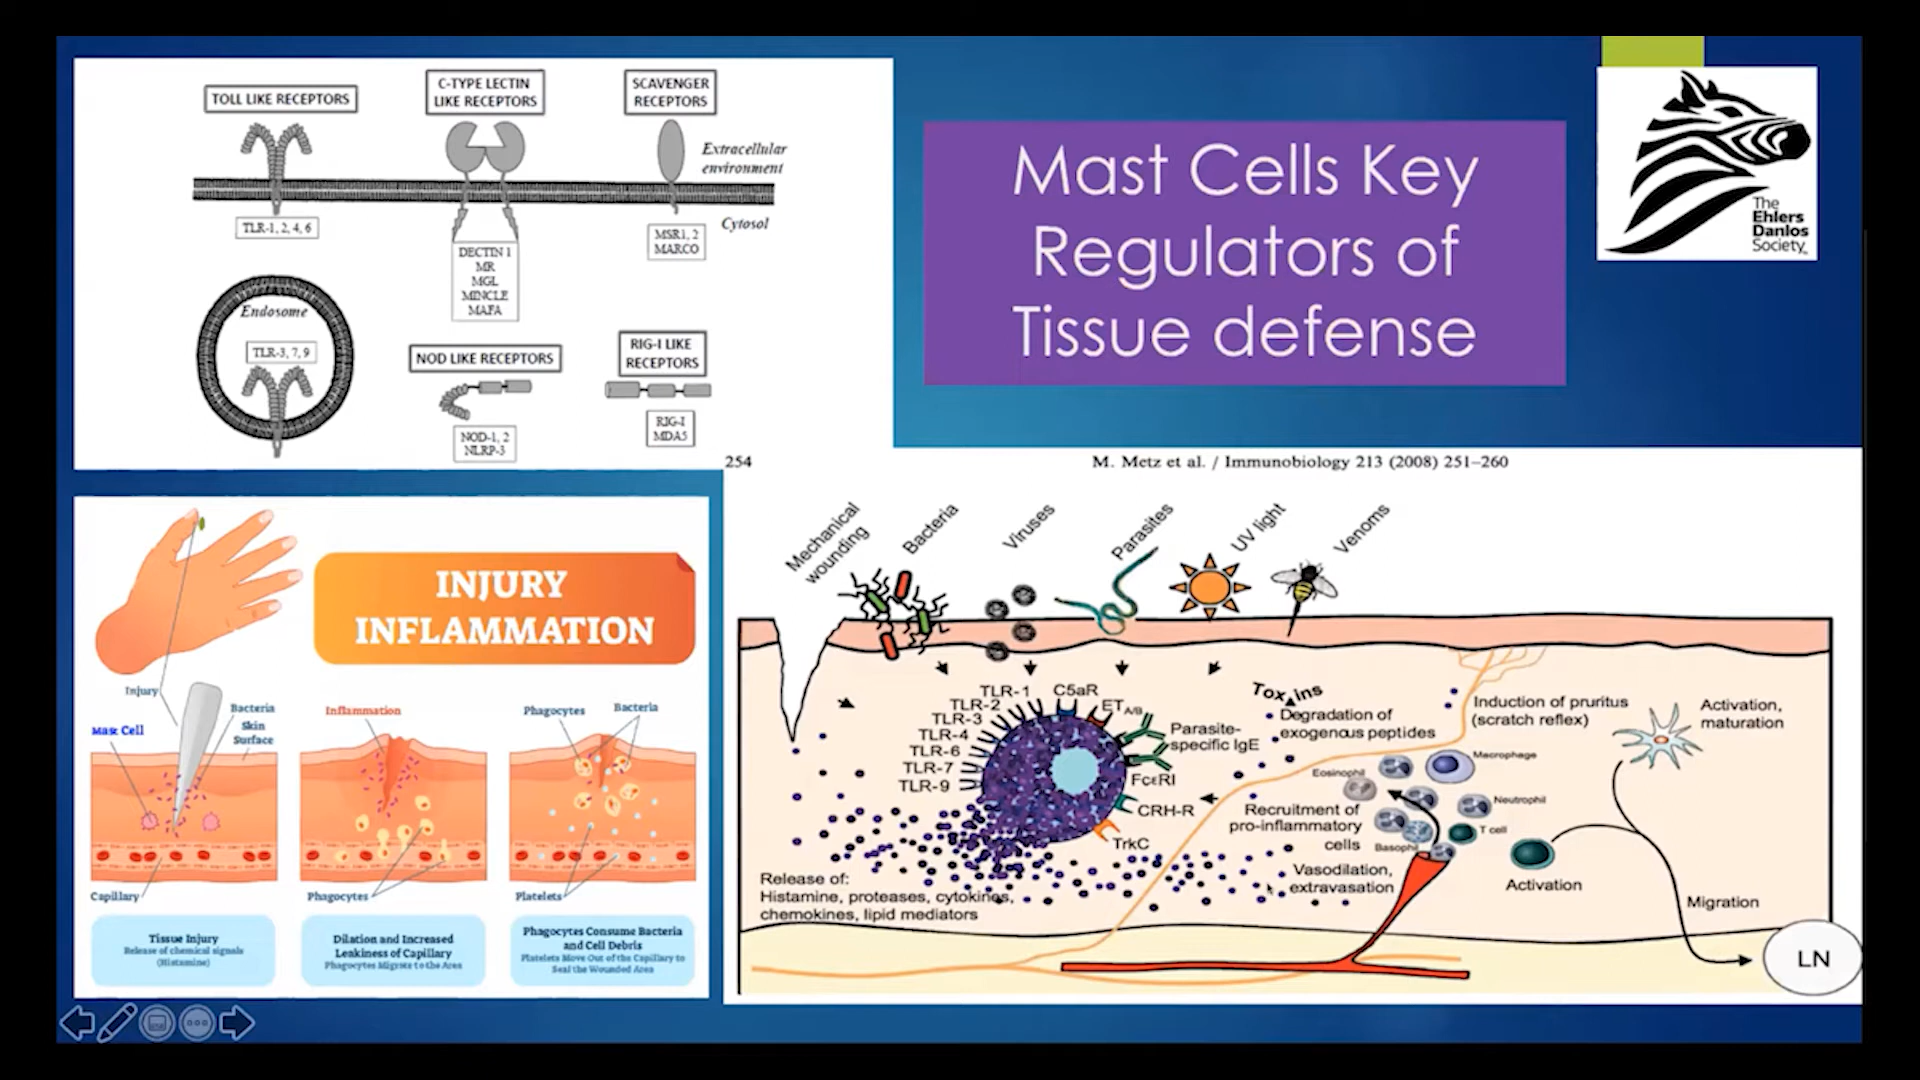 TOLL LIKE RECEPTORS
C-TYPE LECTIN
LIKE RECEPTORS
SCAVENGER
RECEPTORS
Extracellular
environment
Cytosol
TLR-1, 2, 4, 6
DECTIN 1
MR
MGL
MINCLE
MAFA
MSR1, 2
MARCO
Endosome
TLR-3, 7, 9
NOD LIKE RECEPTORS
NOD-1, 2
NLRP-3
RIG-I LIKE
RECEPTORS
RIG-I
MDA5
Mast Cells Key
Regulators of
Tissue defense
The
Ehlers
Danlos
Society
INJURY
INFLAMMATION
Injury
Mast Cell
Bacteria
Skin
Surface
Capillary
Inflammation
Phagocytes
Phagocytes
Bacteria
Platelets
Tissue Injury
Release of chemical signals
(Histamine)
Dilation and Increased
Leakiness of Capillary
Phagocytes Migrate to the Area
Phagocytes Consume Bacteria
and Cell Debris
Platelets Move Out of the Capillary to
Seal the Wounded Area
254
M. Metz et al. / Immunobiology 213 (2008) 251–260
Mechanical
wounding
Bacteria
Viruses
Parasites
UV light
Venoms
TLR-1
TLR-2
TLR-3
TLR-4
TLR-6
TLR-7
TLR-9
C5aR
ETA/B
Parasite-
specific IgE
FcεRI
CRH-R
TrkC
Toxins
Degradation of
exogenous peptides
Induction of pruritus
(scratch reflex)
Activation,
maturation
Macrophage
Eosinophil
Neutrophil
T cell
Basophil
Recruitment of
pro-inflammatory
cells
Vasodilation,
extravasation
Activation
Migration
LN
Release of:
Histamine, proteases, cytokines,
chemokines, lipid mediators